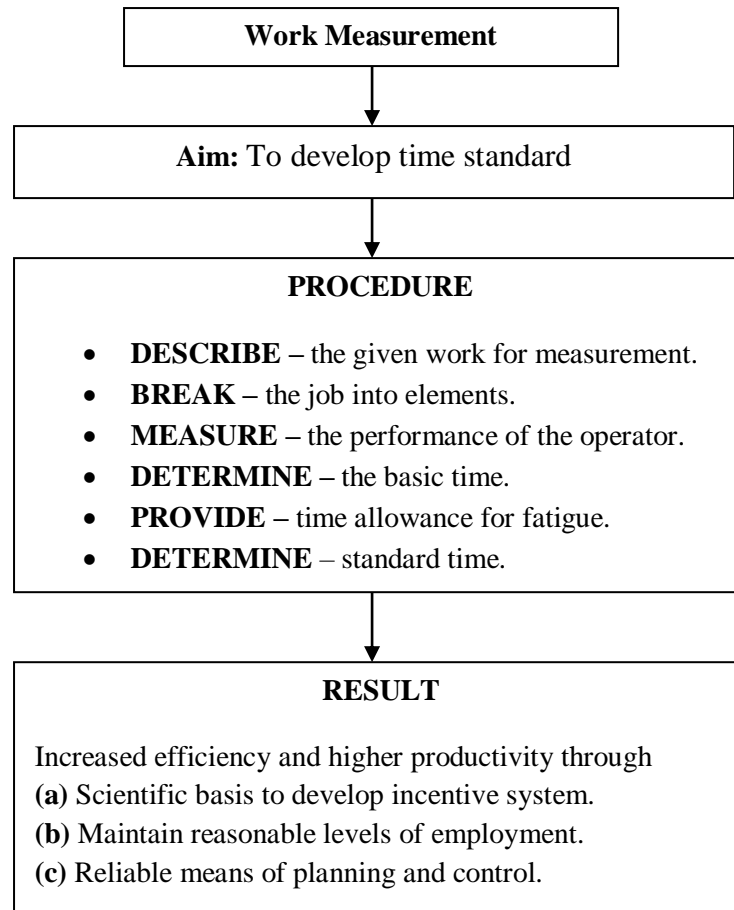 Work Measurement
Aim: To develop time standard
PROCEDURE
• DESCRIBE – the given work for measurement.
• BREAK – the job into elements.
• MEASURE – the performance of the operator.
• DETERMINE – the basic time.
• PROVIDE – time allowance for fatigue.
• DETERMINE – standard time.
RESULT
Increased efficiency and higher productivity through
(a) Scientific basis to develop incentive system.
(b) Maintain reasonable levels of employment.
(c) Reliable means of planning and control.